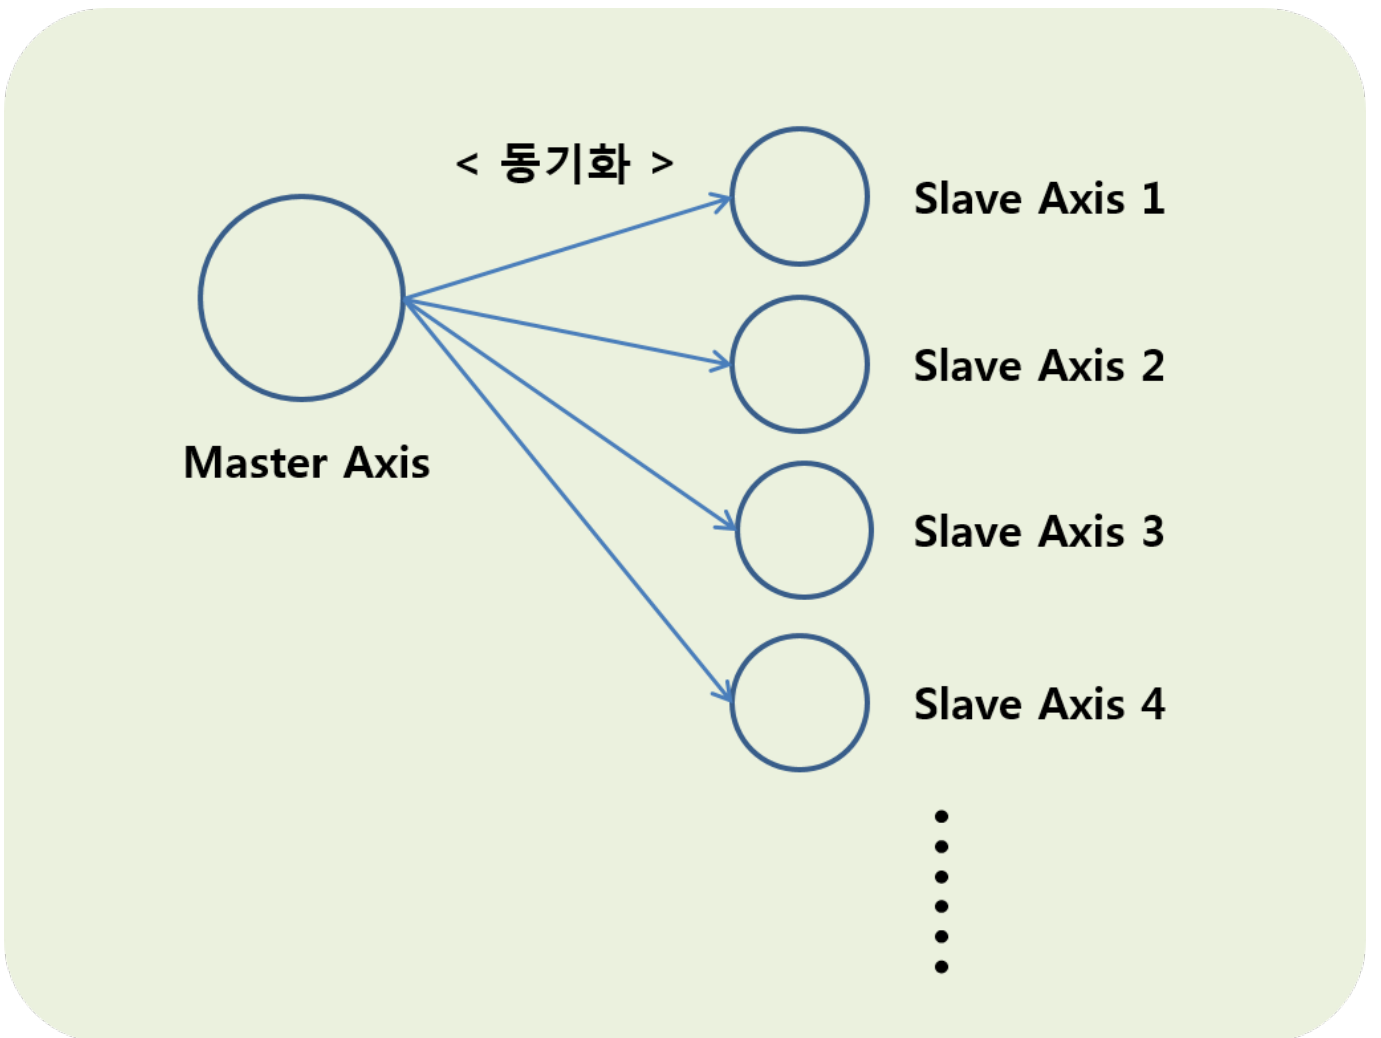 < 동기화 >
Slave Axis 1
Slave Axis 2
Master Axis
Slave Axis 3
Slave Axis 4